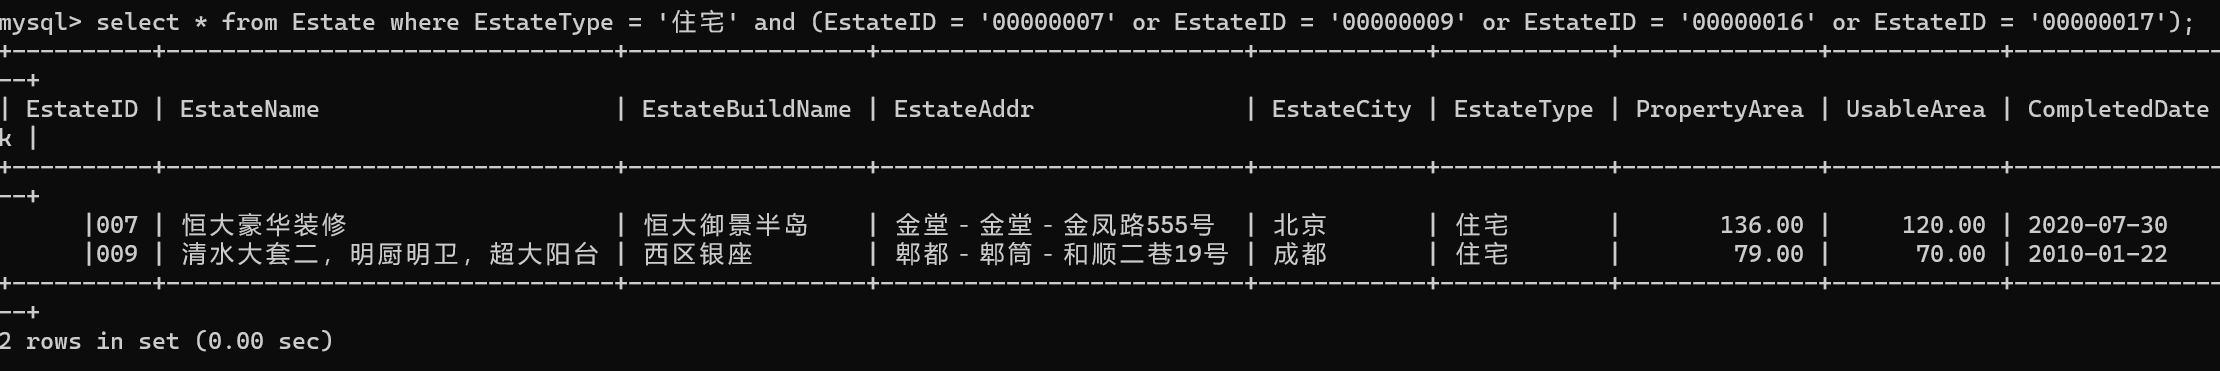 mysql> select * from Estate where EstateType = '住宅' and (EstateID = '00000007' or EstateID = '00000009' or EstateID = '00000016' or EstateID = '00000017');
+----------+---------------------------------+-----------------+--------------------------+------------+------------+--------------+------------+---------------
--+
| EstateID | EstateName                      | EstateBuildName | EstateAddr               | EstateCity | EstateType | PropertyArea | UsableArea | CompletedDate
k |
+----------+---------------------------------+-----------------+--------------------------+------------+------------+--------------+------------+---------------
--+
|007 | 恒大豪华装修 | 恒大御景半岛 | 金堂 - 金堂 - 金凤路555号 | 北京 | 住宅 | 136.00 | 120.00 | 2020-07-30
|009 | 清水大套二，明厨明卫，超大阳台 | 西区银座 | 郫都 - 郫筒 - 和顺二巷19号 | 成都 | 住宅 | 79.00 | 70.00 | 2010-01-22
+----------+---------------------------------+-----------------+--------------------------+------------+------------+--------------+------------+---------------
--+
2 rows in set (0.00 sec)